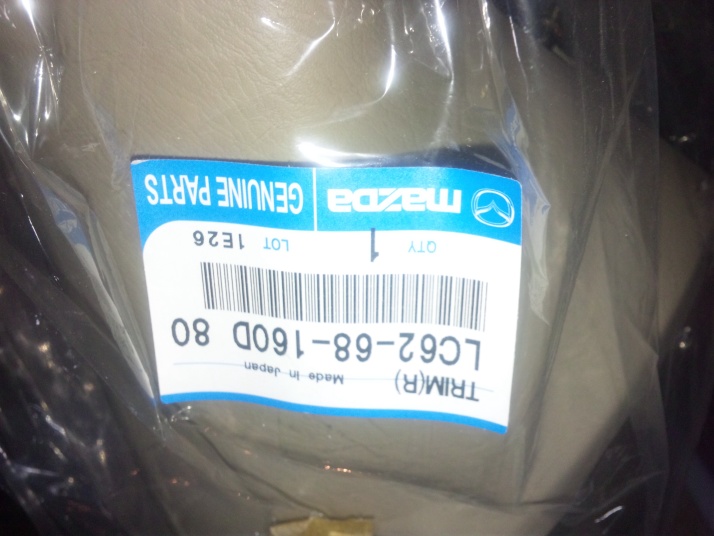 TRIM(R)
Made in Japan
LC62-68-160D 80
QTY 1 LOT 1E26
mazda GENUINE PARTS